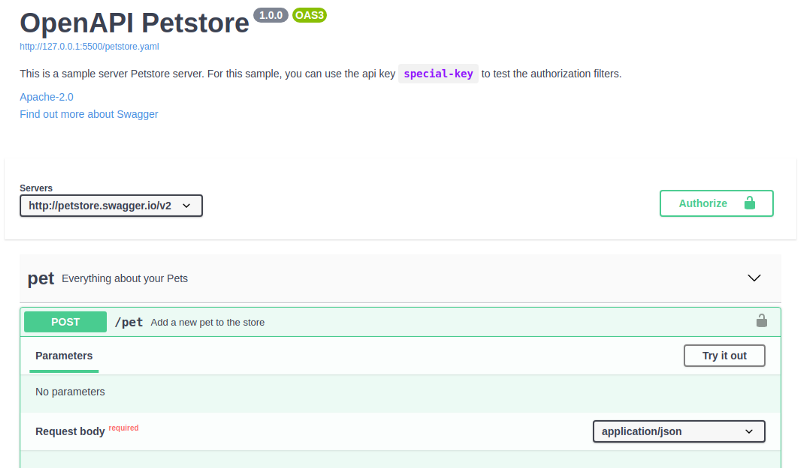 OpenAPI Petstore 1.0.0 OAS3
http://127.0.0.1:5500/petstore.yaml
This is a sample server Petstore server. For this sample, you can use the api key special-key to test the authorization filters.
Apache-2.0
Find out more about Swagger
Servers
http://petstore.swagger.io/v2
Authorize
pet Everything about your Pets
POST /pet Add a new pet to the store
Parameters Try it out
No parameters
Request body required application/json